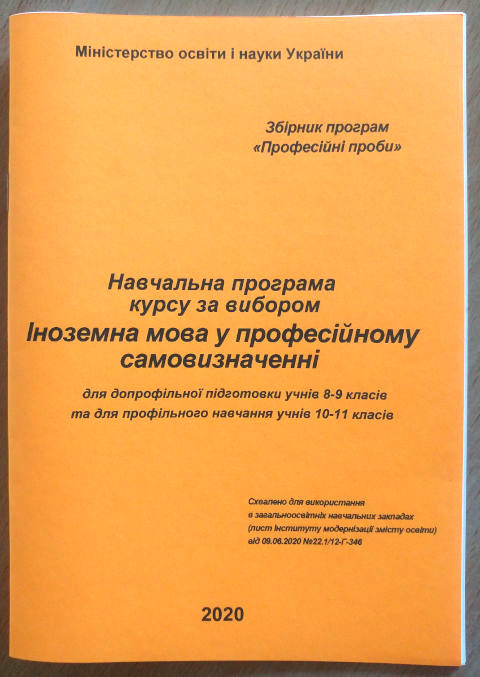 Міністерство освіти і науки України
Збірник програм
«Професійні проби»
Навчальна програма
курсу за вибором
Іноземна мова у професійному
самовизначенні
для допрофільної підготовки учнів 8-9 класів
та для профільного навчання учнів 10-11 класів
Схвалено для використання
в загальноосвітніх навчальних закладах
(лист Інституту модернізації змісту освіти)
від 09.06.2020 №22.1/12-Г-346
2020